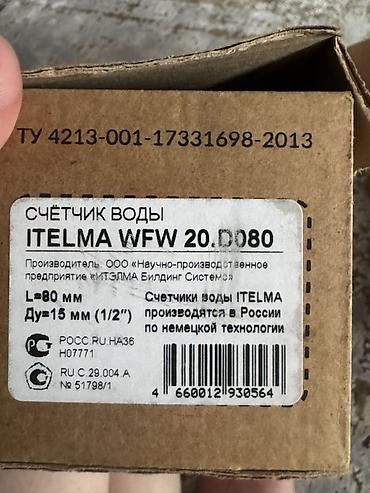 ТУ 4213-001-17331698-2013
СЧЁТЧИК ВОДЫ
ITELMA WFW 20.D080
Производитель: ООО «Научно-производственное
предприятие «ИТЭЛМА Билдинг Системс»
L=80 мм
Ду=15 мм (1/2″)
Счетчики воды ITELMA
производятся в России
по немецкой технологии
РОСС.RU.НА36
Н07771
RU.C.29.004.A
№ 51798/1
4 660012 930564